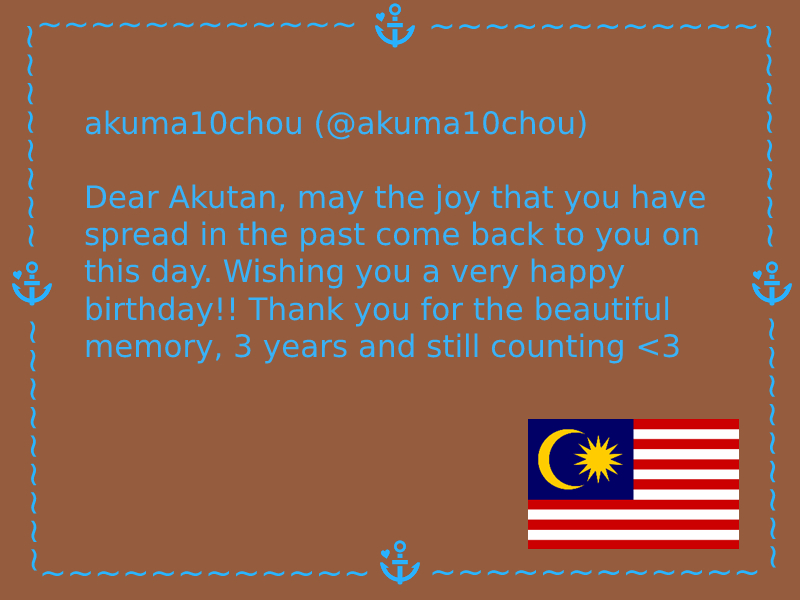 akuma10chou (@akuma10chou)
Dear Akutan, may the joy that you have
spread in the past come back to you on
this day. Wishing you a very happy
birthday!! Thank you for the beautiful
memory, 3 years and still counting <3